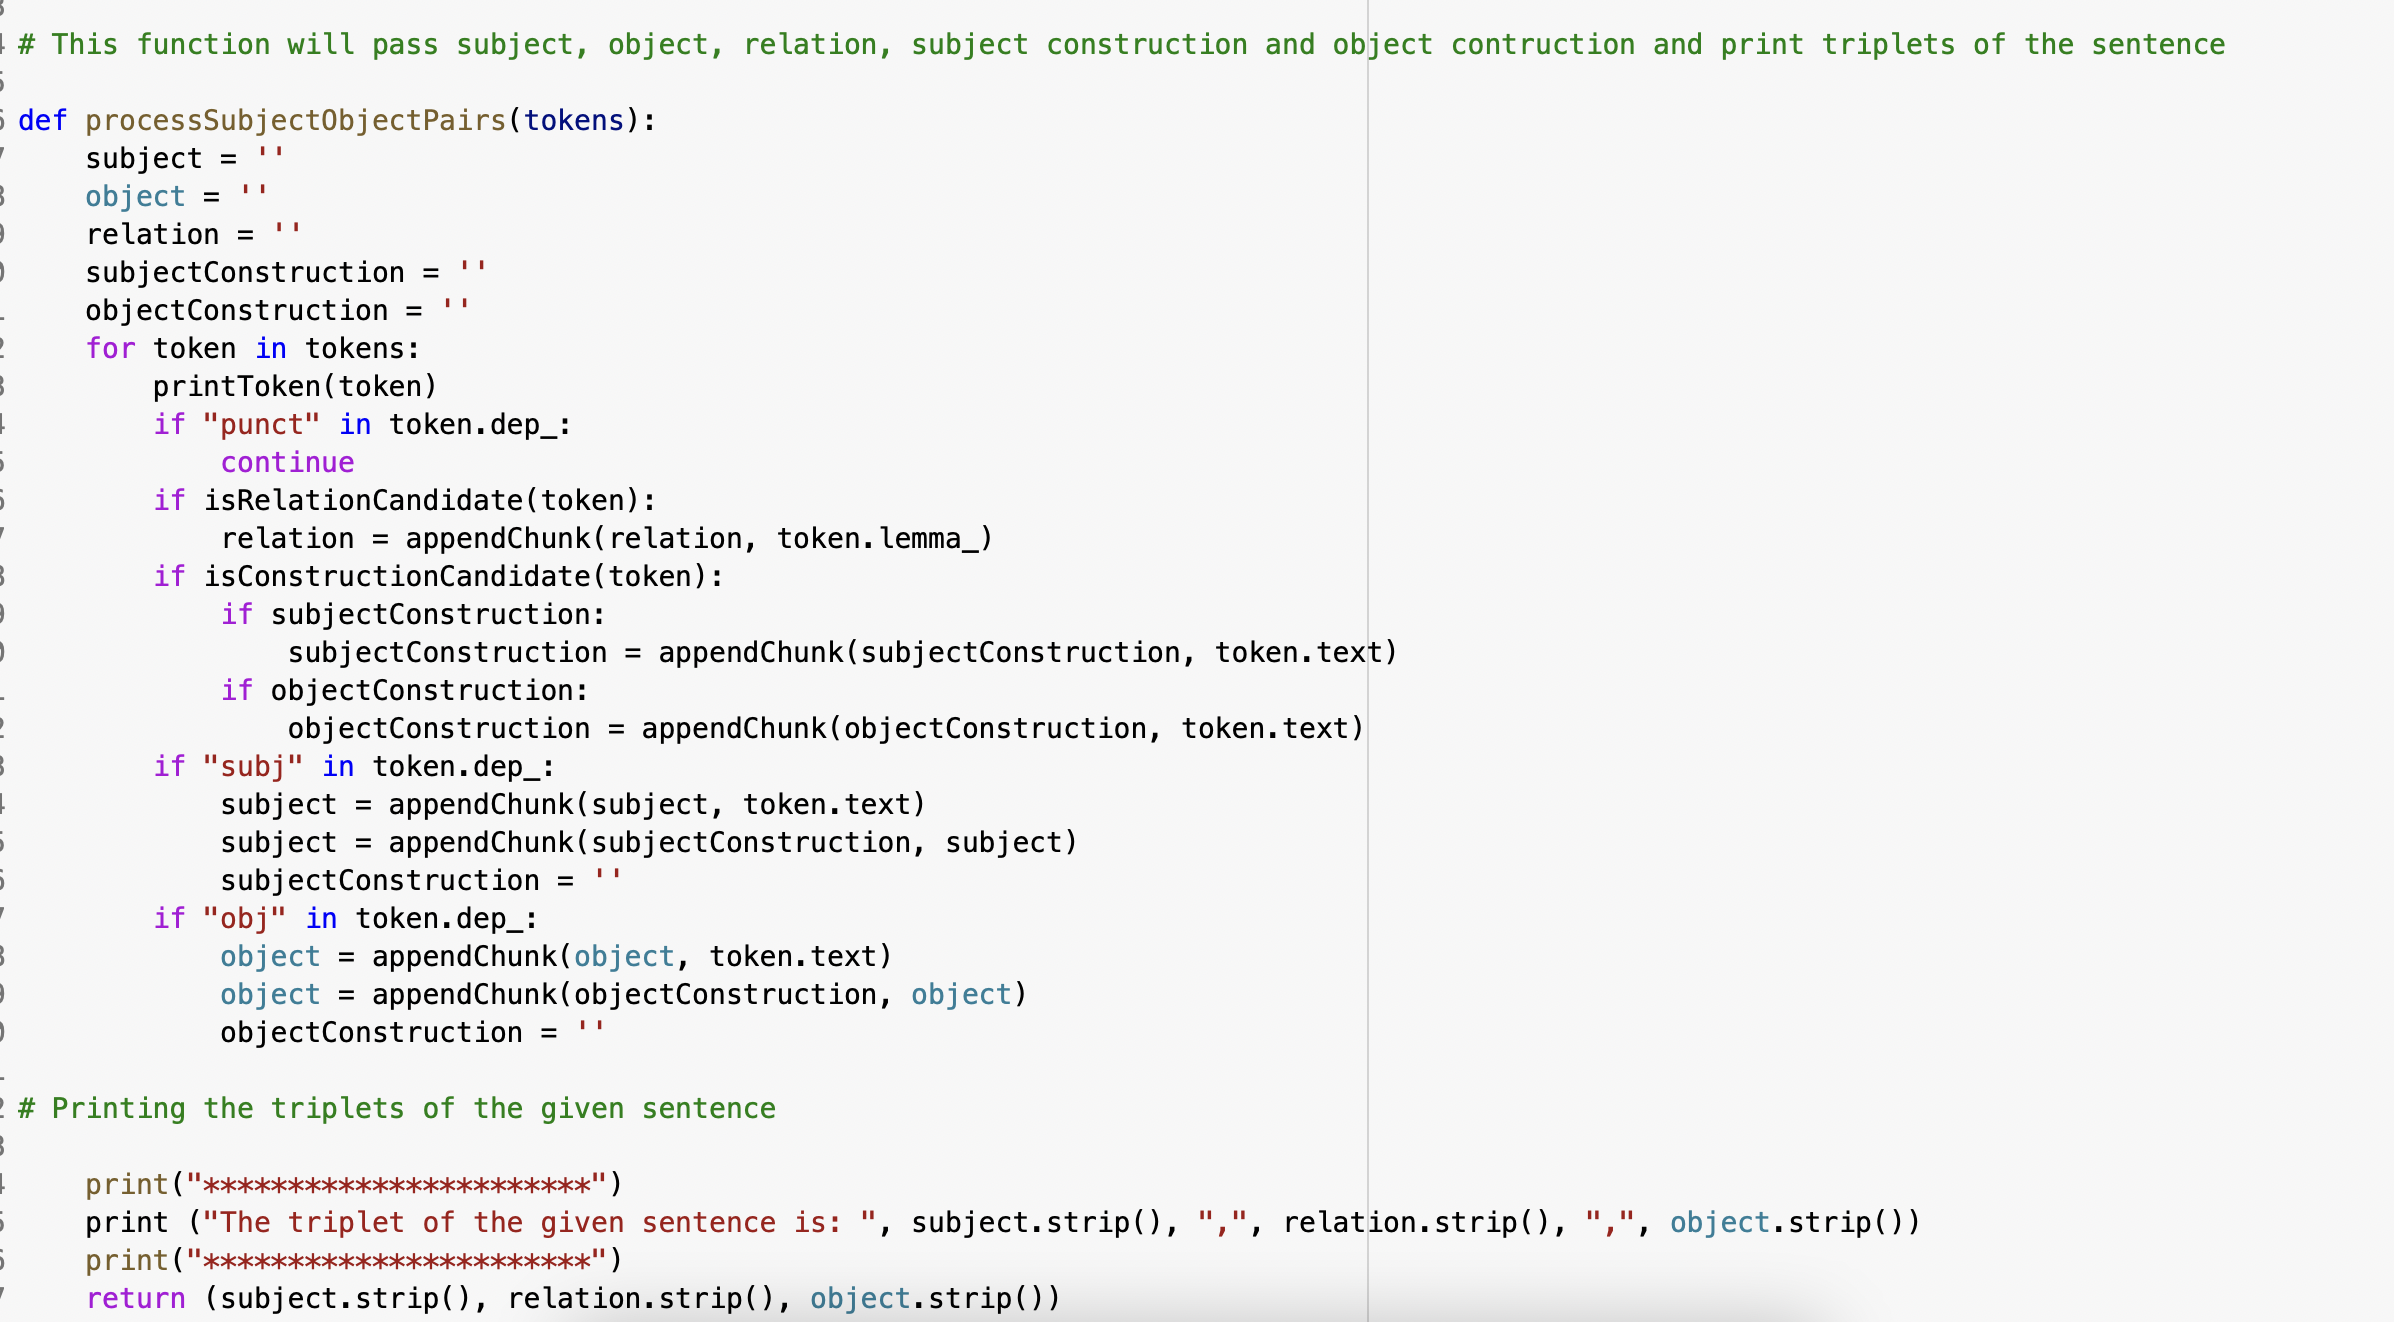 # This function will pass subject, object, relation, subject construction and object contruction and print triplets of the sentence
def processSubjectObjectPairs(tokens):
    subject = ''
    object = ''
    relation = ''
    subjectConstruction = ''
    objectConstruction = ''
    for token in tokens:
        printToken(token)
        if "punct" in token.dep_:
            continue
        if isRelationCandidate(token):
            relation = appendChunk(relation, token.lemma_)
        if isConstructionCandidate(token):
            if subjectConstruction:
                subjectConstruction = appendChunk(subjectConstruction, token.text)
            if objectConstruction:
                objectConstruction = appendChunk(objectConstruction, token.text)
        if "subj" in token.dep_:
            subject = appendChunk(subject, token.text)
            subject = appendChunk(subjectConstruction, subject)
            subjectConstruction = ''
        if "obj" in token.dep_:
            object = appendChunk(object, token.text)
            object = appendChunk(objectConstruction, object)
            objectConstruction = ''
# Printing the triplets of the given sentence
    print("***********************")
    print ("The triplet of the given sentence is: ", subject.strip(), ",", relation.strip(), ",", object.strip())
    print("***********************")
    return (subject.strip(), relation.strip(), object.strip())